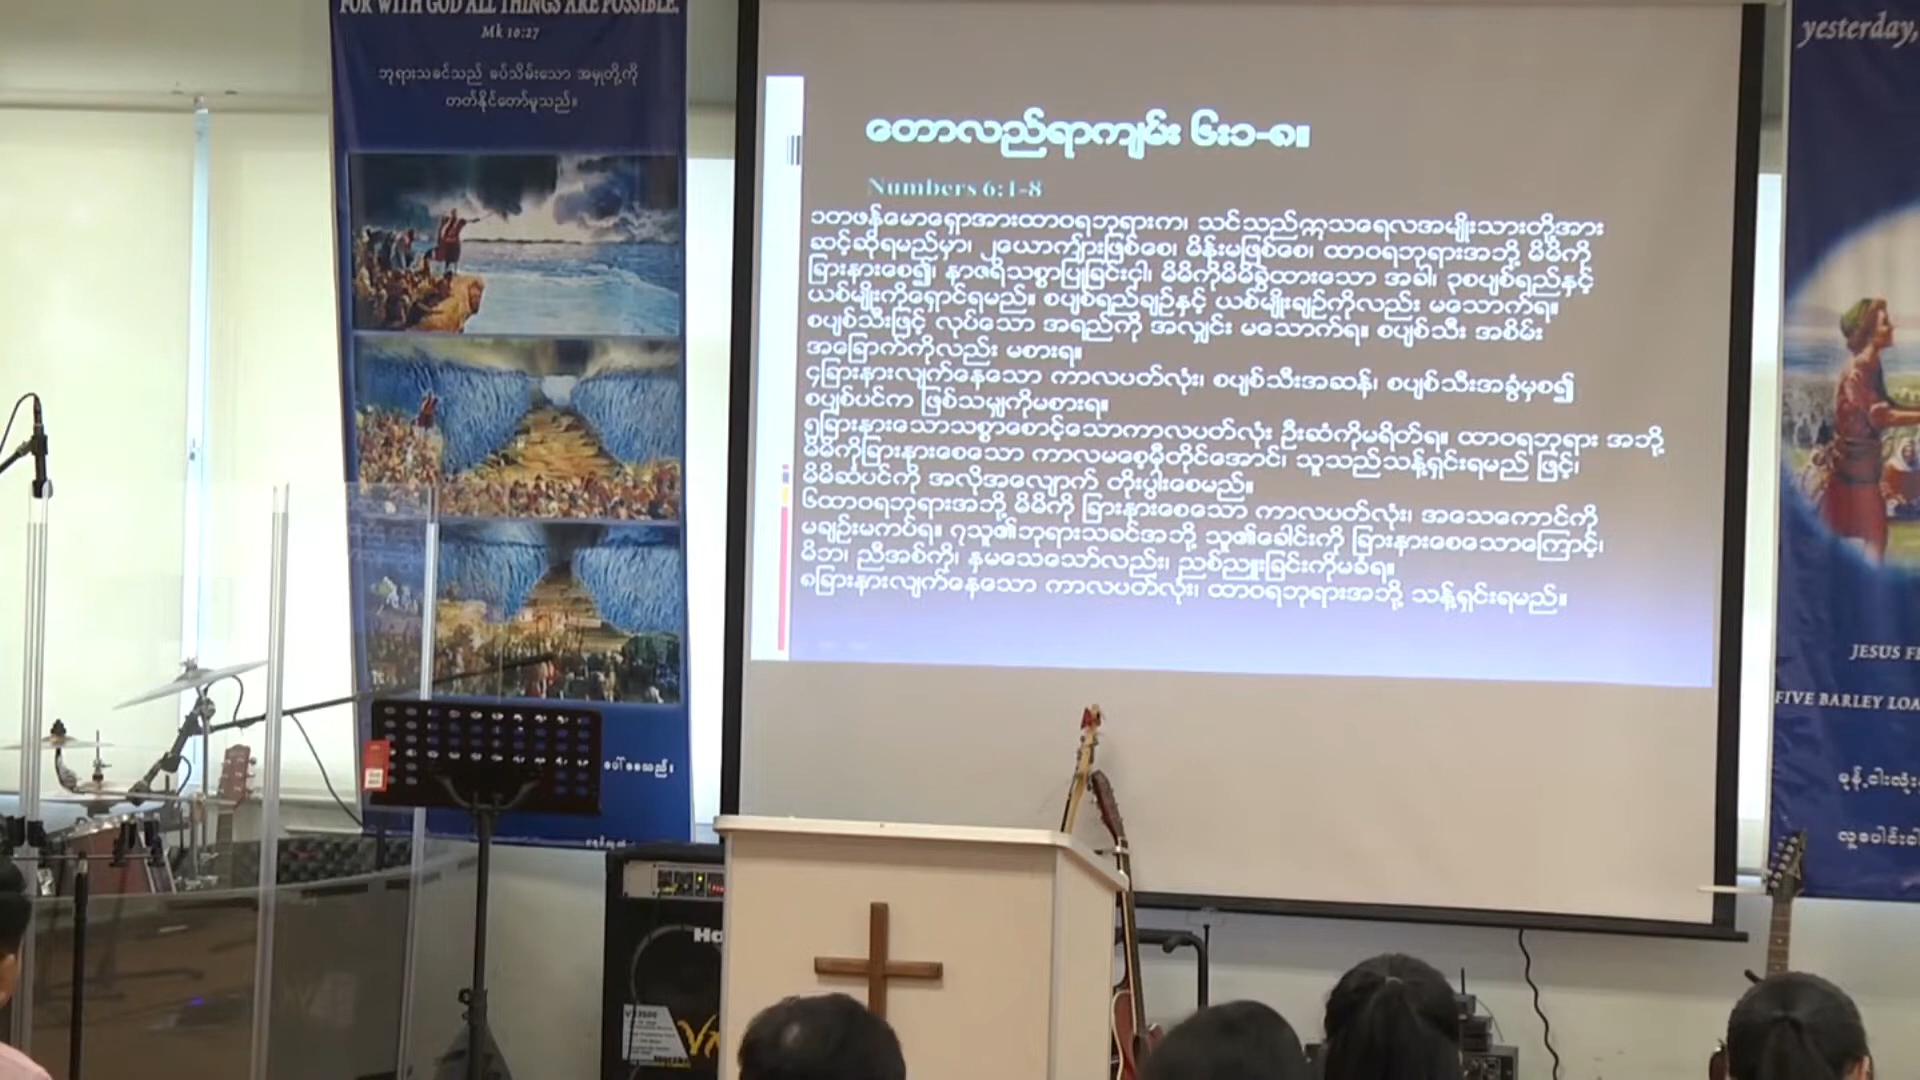 FOR WITH GOD ALL THINGS ARE POSSIBLE.
Mk 10:27
ဘုရားသခင်သည် ခပ်သိမ်းသော အမှုတို့ကို
တတ်နိုင်တော်မူသည်။
တောလည်ရာကျမ်း ၆း၁-၈။
Numbers 6:1-8
၁တဖန်မောရှေအားထာဝရဘုရားက၊ သင်သည်ဣသရေလအမျိုးသားတို့အား
ဆင့်ဆိုရမည်မှာ၊ ၂ယောက်ျားဖြစ်စေ၊ မိန်းမဖြစ်စေ၊ ထာဝရဘုရားအဘို့ မိမိကို
ခြားနားစေ၍၊ နာဇရိသစ္စာပြုခြင်းငှါ၊ မိမိကိုမိမိခွဲထားသော အခါ၊ ၃စပျစ်ရည်နှင့်
ယစ်မျိုးကိုရှောင်ရမည်။ စပျစ်ရည်ချဉ်နှင့် ယစ်မျိုးချဉ်ကိုလည်း မသောက်ရ။
စပျစ်သီးဖြင့် လုပ်သော အရည်ကို အလျှင်း မသောက်ရ။ စပျစ်သီး အစိမ်း
အခြောက်ကိုလည်း မစားရ။
၄ခြားနားလျက်နေသော ကာလပတ်လုံး၊ စပျစ်သီးအဆန်၊ စပျစ်သီးအခွံမှစ၍
စပျစ်ပင်က ဖြစ်သမျှကိုမစားရ။
၅ခြားနားသောသစ္စာစောင့်သောကာလပတ်လုံး ဦးဆံကိုမရိတ်ရ။ ထာဝရဘုရား အဘို့
မိမိကိုခြားနားစေသော ကာလမစေ့မှီတိုင်အောင်၊ သူသည်သန့်ရှင်းရမည် ဖြင့်၊
မိမိဆံပင်ကို အလိုအလျောက် တိုးပွါးစေမည်။
၆ထာဝရဘုရားအဘို့ မိမိကို ခြားနားစေသော ကာလပတ်လုံး၊ အသေကောင်ကို
မချဉ်းမကပ်ရ။ ၇သူ၏ဘုရားသခင်အဘို့ သူ၏ခေါင်းကို ခြားနားစေသောကြောင့်၊
မိဘ၊ ညီအစ်ကို၊ နှမသေသော်လည်း၊ ညစ်ညူးခြင်းကိုမခံရ။
၈ခြားနားလျက်နေသော ကာလပတ်လုံး၊ ထာဝရဘုရားအဘို့ သန့်ရှင်းရမည်။
yesterday,
JESUS
FIVE BARLEY